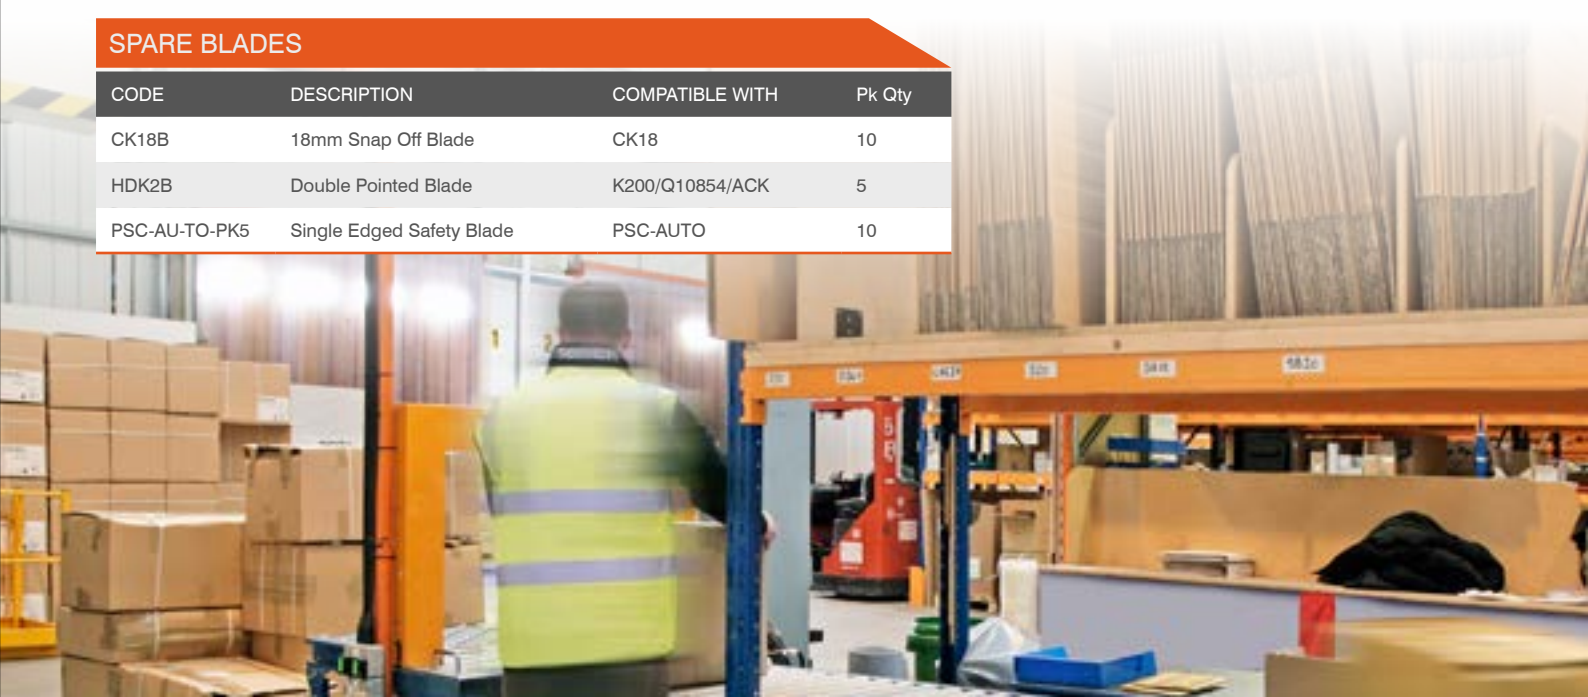 SPARE BLADES
CODE DESCRIPTION COMPATIBLE WITH Pk Qty
CK18B 18mm Snap Off Blade CK18 10
HDK2B Double Pointed Blade K200/Q10854/ACK 5
PSC-AU-TO-PK5 Single Edged Safety Blade PSC-AUTO 10